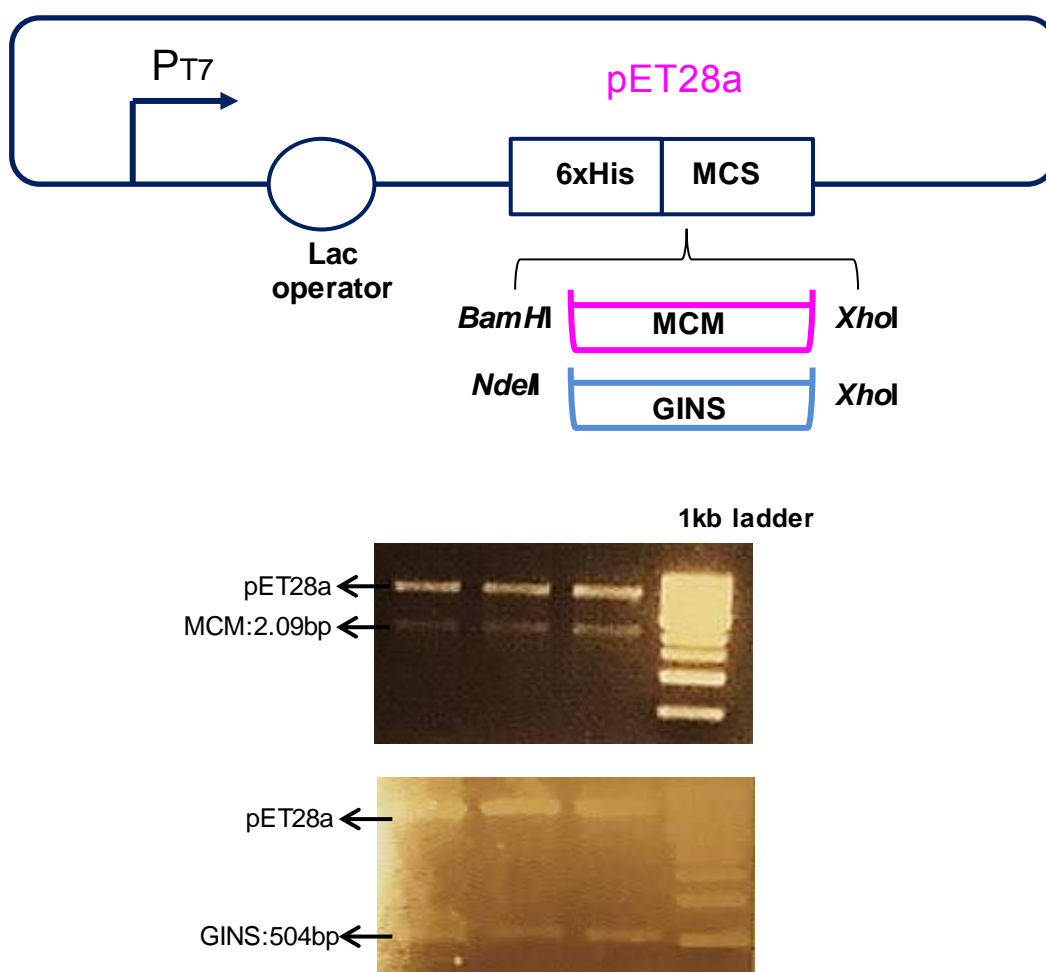 PT7
pET28a
6xHis MCS
Lac
operator
BamHI MCM XhoI
NdeI GINS XhoI
1kb ladder
pET28a
MCM:2.09bp
pET28a
GINS:504bp